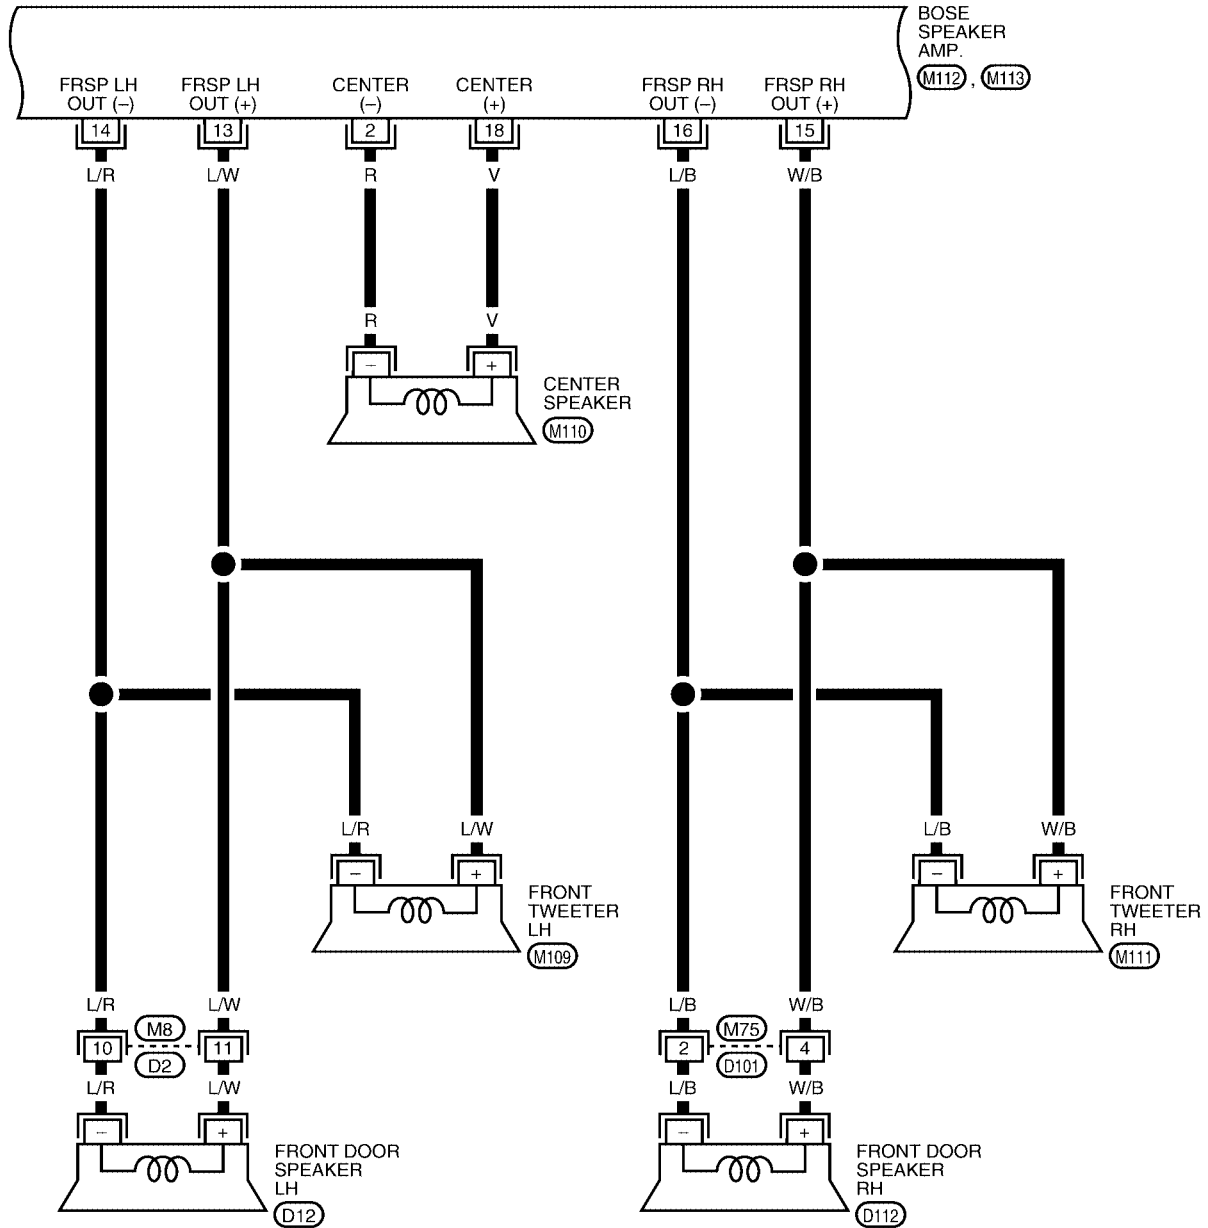 BOSE
SPEAKER
AMP.
M112 , M113
FRSP LH
OUT (–)
FRSP LH
OUT (+)
CENTER
(–)
CENTER
(+)
FRSP RH
OUT (–)
FRSP RH
OUT (+)
14 13 2 18 16 15
L/R L/W R V L/B W/B
R V
– +
CENTER
SPEAKER
M110
L/R L/W L/B W/B
– + – +
FRONT
TWEETER
LH
M109
FRONT
TWEETER
RH
M111
L/R L/W L/B W/B
10 M8 11 2 M75 4
D2 D101
L/R L/W L/B W/B
– + – +
FRONT DOOR
SPEAKER
LH
D12
FRONT DOOR
SPEAKER
RH
D112